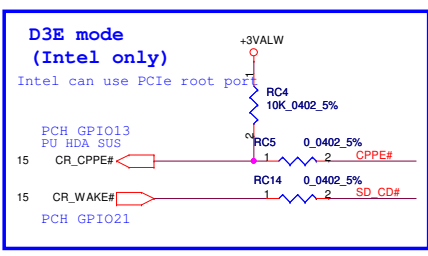 D3E mode
(Intel only)
+3VALW
Intel can use PCIe root port
1
RC4
10K_0402_5%
2
PCH GPIO13
PU HDA SUS
RC5 0_0402_5%
15 CR_CPPE# 1 2 CPPE#
RC14 0_0402_5%
15 CR_WAKE# 1 2 SD_CD#
PCH GPIO21